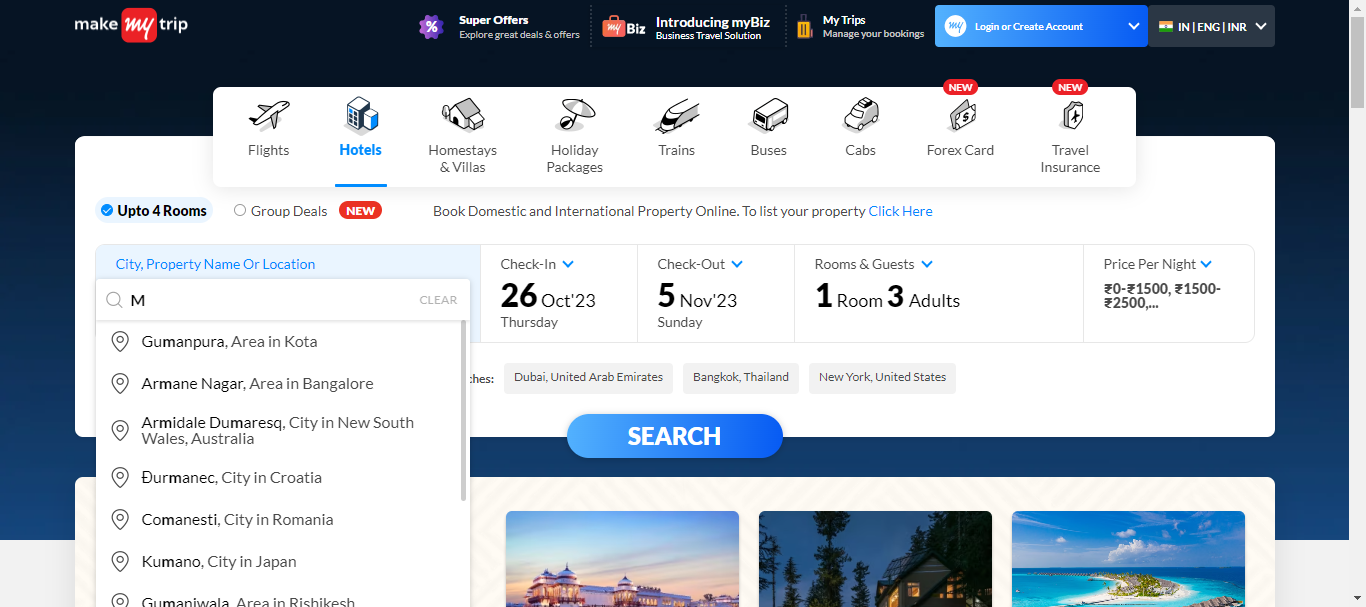 make my trip
Super Offers
Explore great deals & offers
my Biz
Introducing myBiz
Business Travel Solution
My Trips
Manage your bookings
my
Login or Create Account
IN | ENG | INR
NEW
NEW
Flights
Hotels
Homestays
& Villas
Holiday
Packages
Trains
Buses
Cabs
Forex Card
Travel
Insurance
Upto 4 Rooms
Group Deals
NEW
Book Domestic and International Property Online. To list your property Click Here
City, Property Name Or Location
M
CLEAR
Check-In
26 Oct'23
Thursday
Check-Out
5 Nov'23
Sunday
Rooms & Guests
1 Room 3 Adults
Price Per Night
₹0-₹1500, ₹1500-
₹2500,...
Gumanpura, Area in Kota
Armane Nagar, Area in Bangalore
Armidale Dumaresq, City in New South
Wales, Australia
Đurmanec, City in Croatia
Comanesti, City in Romania
Kumano, City in Japan
Gumaniwala, Area in Rishikesh
ches:
Dubai, United Arab Emirates
Bangkok, Thailand
New York, United States
SEARCH